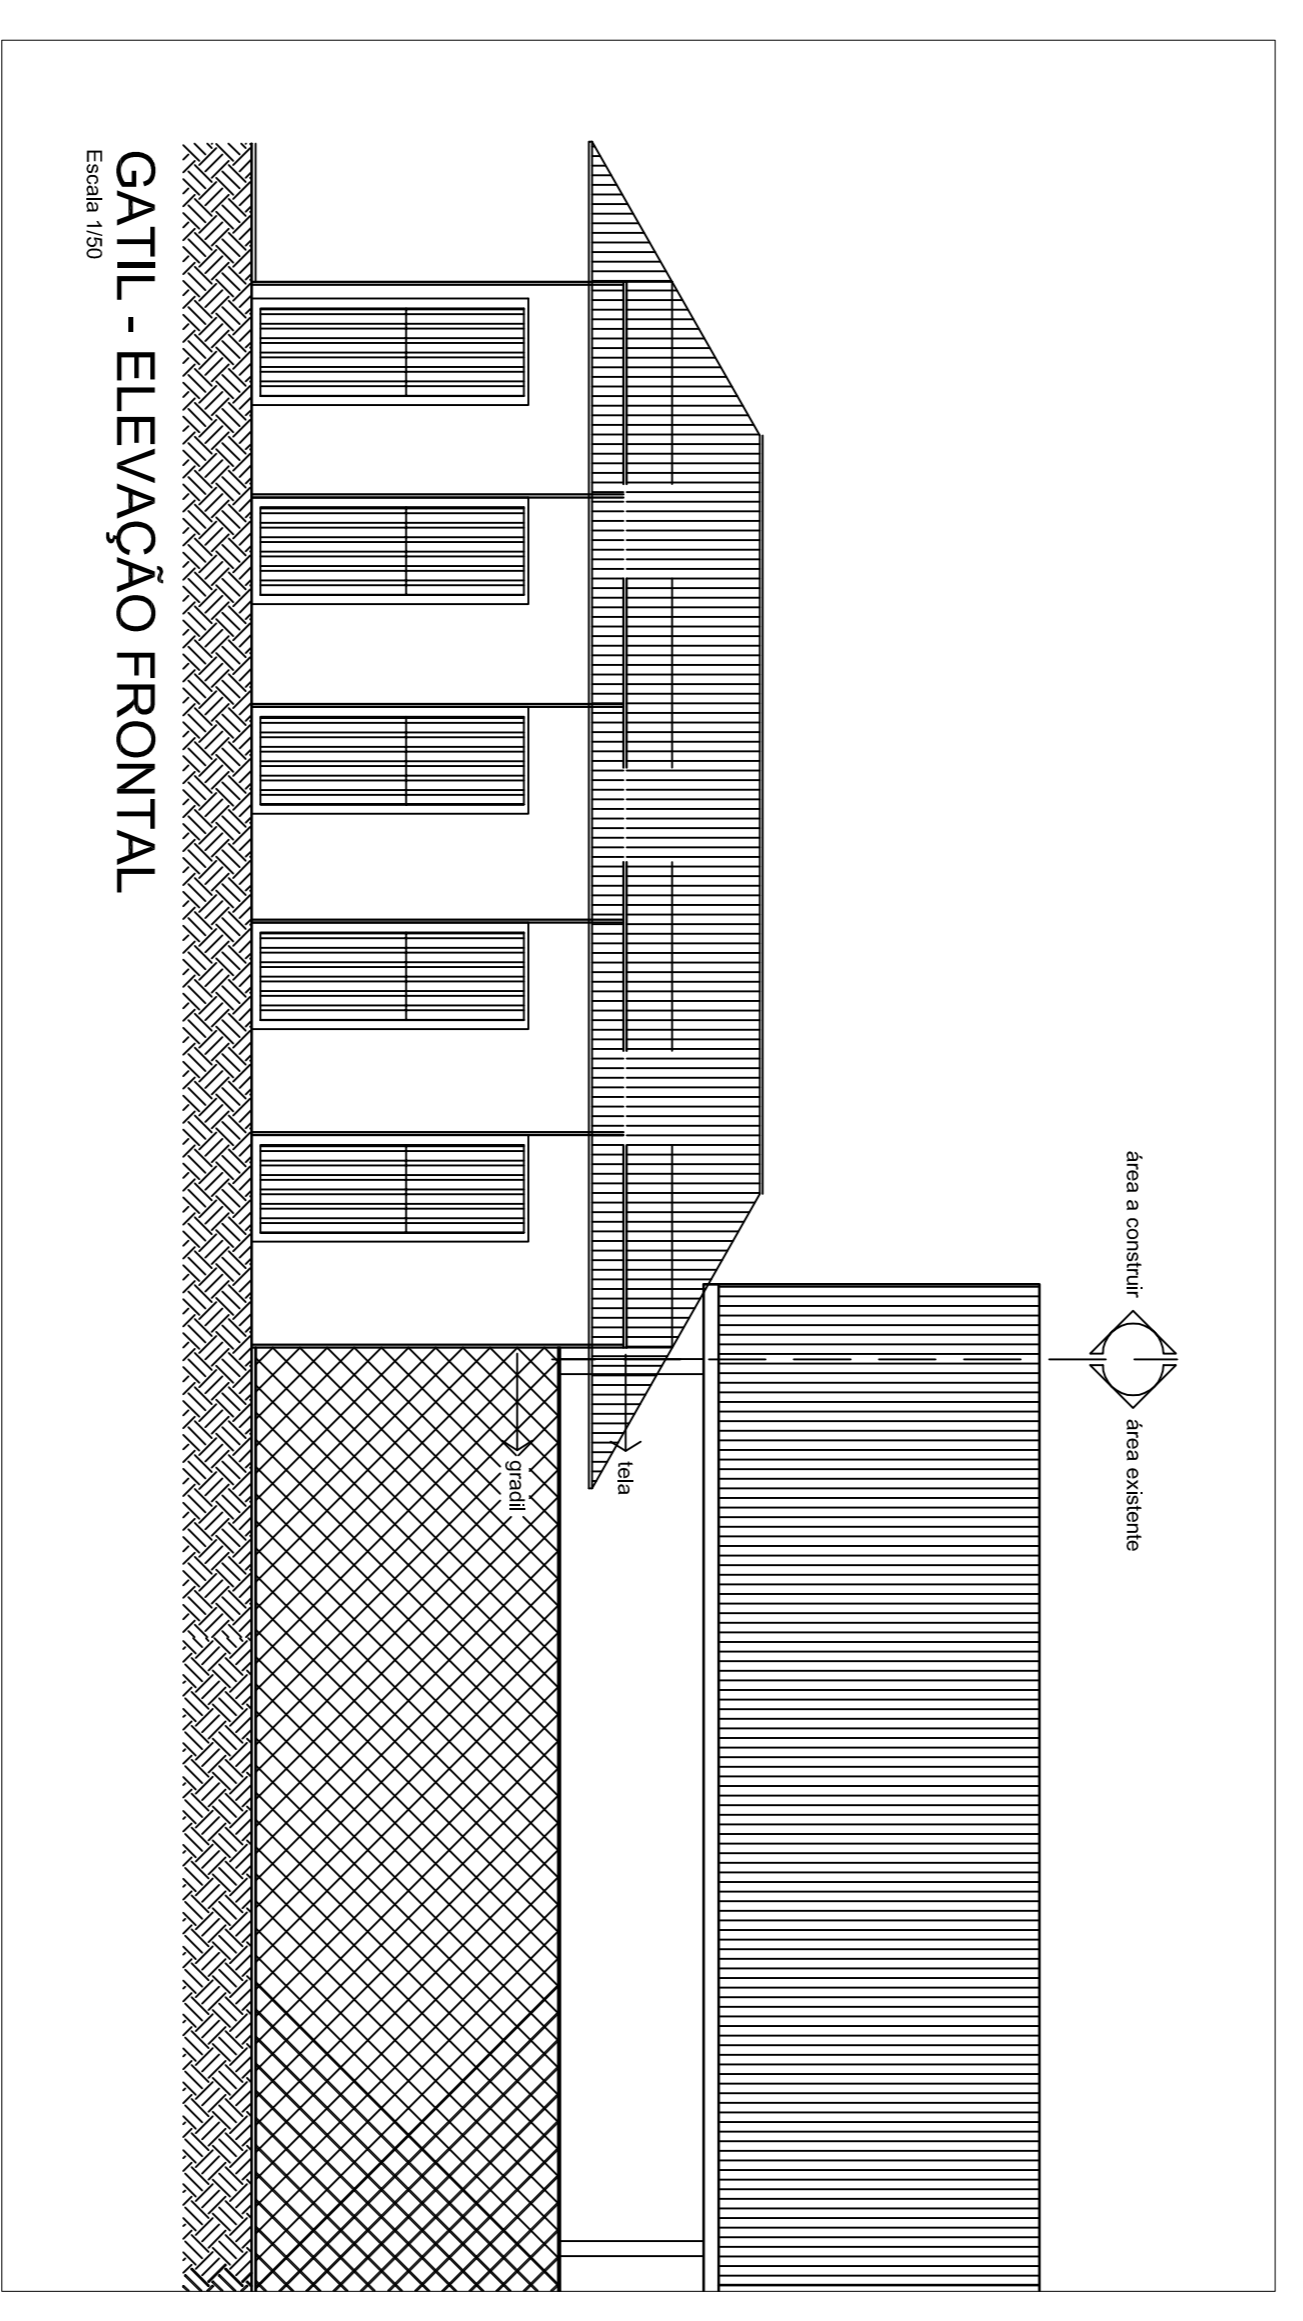 área a construir
área existente
tela
gradil
GATIL - ELEVAÇÃO FRONTAL
Escala 1/50